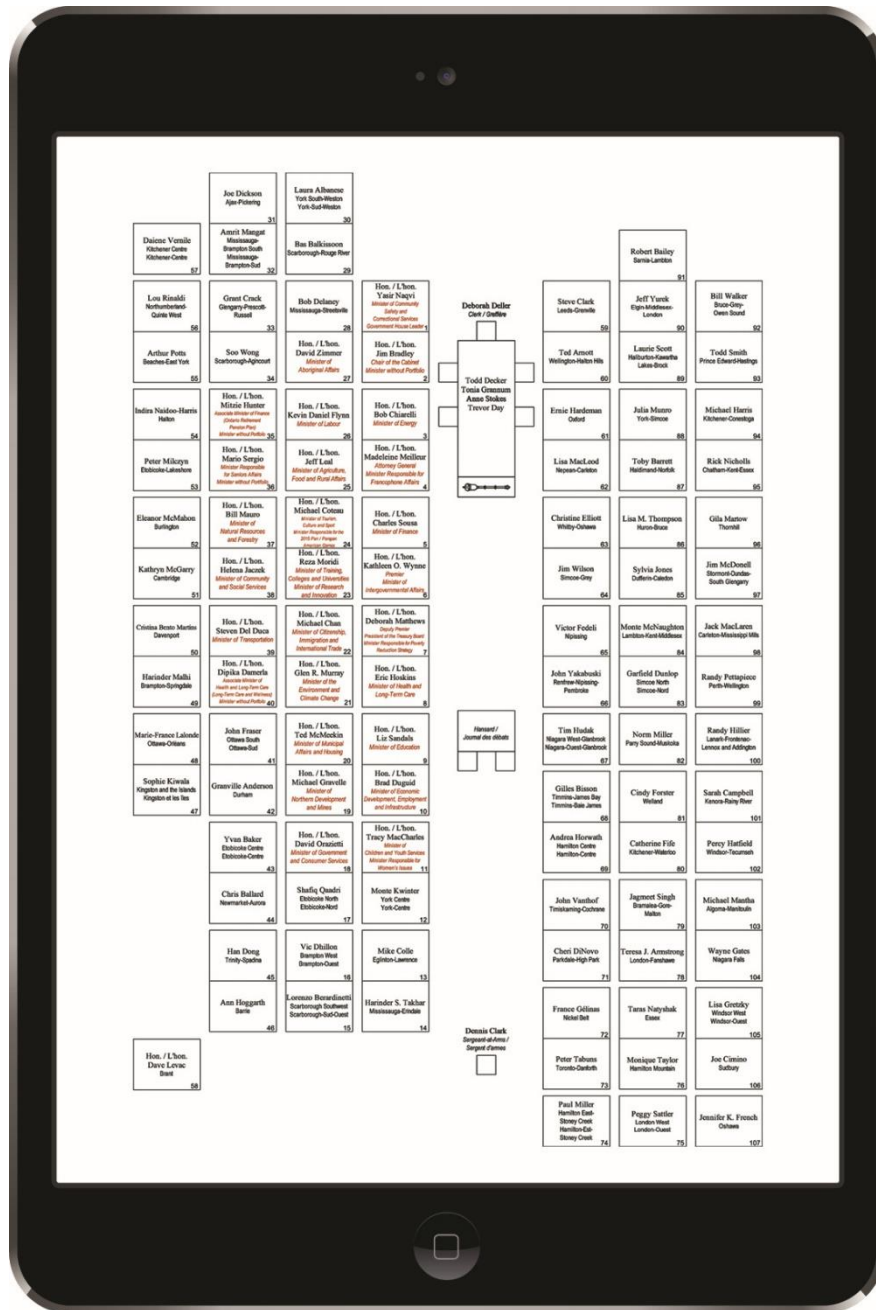 Daiene Vernile
Kitchener Centre
Kitchener-Centre
57
Lou Rinaldi
Northumberland-
Quinte West
56
Arthur Potts
Beaches-East York
55
Indira Naidoo-Harris
Halton
54
Peter Milczyn
Etobicoke-Lakeshore
53
Eleanor McMahon
Burlington
52
Kathryn McGarry
Cambridge
51
Cristina Bento Martins
Davenport
50
Harinder Malhi
Brampton-Springdale
49
Marie-France Lalonde
Ottawa-Orléans
48
Sophie Kiwala
Kingston and the Islands
Kingston et les Îles
47
Hon. / L'hon.
Dave Levac
Brant
58
Joe Dickson
Ajax-Pickering
31
Amrit Mangat
Mississauga-
Brampton South
Mississauga-
Brampton-Sud
32
Grant Crack
Glengarry-Prescott-
Russell
33
Soo Wong
Scarborough-Agincourt
34
Hon. / L'hon.
Mitzie Hunter
Associate Minister of Finance
(Ontario Retirement
Pension Plan)
Minister without Portfolio
35
Hon. / L'hon.
Mario Sergio
Minister Responsible
for Seniors Affairs
Minister without Portfolio
36
Hon. / L'hon.
Bill Mauro
Minister of
Natural Resources
and Forestry
37
Hon. / L'hon.
Helena Jaczek
Minister of Community
and Social Services
38
Hon. / L'hon.
Steven Del Duca
Minister of Transportation
39
Hon. / L'hon.
Dipika Damerla
Associate Minister of
Health and Long-Term Care
(Long-Term Care and Wellness)
Minister without Portfolio
40
John Fraser
Ottawa South
Ottawa-Sud
41
Granville Anderson
Durham
42
Yvan Baker
Etobicoke Centre
Etobicoke-Centre
43
Chris Ballard
Newmarket-Aurora
44
Han Dong
Trinity-Spadina
45
Ann Hoggarth
Barrie
46
Laura Albanese
York South-Weston
York-Sud-Weston
30
Bas Balkissoon
Scarborough-Rouge River
29
Bob Delaney
Mississauga-Streetsville
28
Hon. / L'hon.
David Zimmer
Minister of
Aboriginal Affairs
27
Hon. / L'hon.
Kevin Daniel Flynn
Minister of Labour
26
Hon. / L'hon.
Jeff Leal
Minister of Agriculture,
Food and Rural Affairs
25
Hon. / L'hon.
Michael Coteau
Minister of Tourism,
Culture and Sport
Minister Responsible for the
2015 Pan / Parapan
American Games
24
Hon. / L'hon.
Reza Moridi
Minister of Training,
Colleges and Universities
Minister of Research
and Innovation
23
Hon. / L'hon.
Michael Chan
Minister of Citizenship,
Immigration and
International Trade
22
Hon. / L'hon.
Glen R. Murray
Minister of the
Environment and
Climate Change
21
Hon. / L'hon.
Ted McMeekin
Minister of Municipal
Affairs and Housing
20
Hon. / L'hon.
Michael Gravelle
Minister of
Northern Development
and Mines
19
Hon. / L'hon.
David Orazietti
Minister of Government
and Consumer Services
18
Shafiq Qaadri
Etobicoke North
Etobicoke-Nord
17
Vic Dhillon
Brampton West
Brampton-Ouest
16
Lorenzo Berardinetti
Scarborough Southwest
Scarborough-Sud-Ouest
15
Hon. / L'hon.
Yasir Naqvi
Minister of Community
Safety and
Correctional Services
Government House Leader
1
Hon. / L'hon.
Jim Bradley
Chair of the Cabinet
Minister without Portfolio
2
Hon. / L'hon.
Bob Chiarelli
Minister of Energy
3
Hon. / L'hon.
Madeleine Meilleur
Attorney General
Minister Responsible for
Francophone Affairs
4
Hon. / L'hon.
Charles Sousa
Minister of Finance
5
Hon. / L'hon.
Kathleen O. Wynne
Premier
Minister of
Intergovernmental Affairs
6
Hon. / L'hon.
Deborah Matthews
Deputy Premier
President of the Treasury Board
Minister Responsible for Poverty
Reduction Strategy
7
Hon. / L'hon.
Eric Hoskins
Minister of Health and
Long-Term Care
8
Hon. / L'hon.
Liz Sandals
Minister of Education
9
Hon. / L'hon.
Brad Duguid
Minister of Economic
Development, Employment
and Infrastructure
10
Hon. / L'hon.
Tracy MacCharles
Minister of
Children and Youth Services
Minister Responsible for
Women's Issues
11
Monte Kwinter
York Centre
York-Centre
12
Mike Colle
Eglinton-Lawrence
13
Harinder S. Takhar
Mississauga-Erindale
14
Deborah Deller
Clerk / Greffière
Todd Decker
Tonia Grannum
Anne Stokes
Trevor Day
Hansard /
Journal des débats
Dennis Clark
Sergeant-at-Arms /
Sergent d'armes
Steve Clark
Leeds-Grenville
59
Ted Arnott
Wellington-Halton Hills
60
Ernie Hardeman
Oxford
61
Lisa MacLeod
Nepean-Carleton
62
Christine Elliott
Whitby-Oshawa
63
Jim Wilson
Simcoe-Grey
64
Victor Fedeli
Nipissing
65
John Yakabuski
Renfrew-Nipissing-
Pembroke
66
Tim Hudak
Niagara West-Glanbrook
Niagara-Ouest-Glanbrook
67
Gilles Bisson
Timmins-James Bay
Timmins-Baie James
68
Andrea Horwath
Hamilton Centre
Hamilton-Centre
69
John Vanthof
Timiskaming-Cochrane
70
Cheri DiNovo
Parkdale-High Park
71
France Gélinas
Nickel Belt
72
Peter Tabuns
Toronto-Danforth
73
Paul Miller
Hamilton East-
Stoney Creek
Hamilton-Est-
Stoney Creek
74
Robert Bailey
Sarnia-Lambton
91
Jeff Yurek
Elgin-Middlesex-
London
90
Laurie Scott
Haliburton-Kawartha
Lakes-Brock
89
Julia Munro
York-Simcoe
88
Toby Barrett
Haldimand-Norfolk
87
Lisa M. Thompson
Huron-Bruce
86
Sylvia Jones
Dufferin-Caledon
85
Monte McNaughton
Lambton-Kent-Middlesex
84
Garfield Dunlop
Simcoe North
Simcoe-Nord
83
Norm Miller
Parry Sound-Muskoka
82
Cindy Forster
Welland
81
Catherine Fife
Kitchener-Waterloo
80
Jagmeet Singh
Bramalea-Gore-
Malton
79
Teresa J. Armstrong
London-Fanshawe
78
Taras Natyshak
Essex
77
Monique Taylor
Hamilton Mountain
76
Peggy Sattler
London West
London-Ouest
75
Bill Walker
Bruce-Grey-
Owen Sound
92
Todd Smith
Prince Edward-Hastings
93
Michael Harris
Kitchener-Conestoga
94
Rick Nicholls
Chatham-Kent-Essex
95
Gila Martow
Thornhill
96
Jim McDonell
Stormont-Dundas-
South Glengarry
97
Jack MacLaren
Carleton-Mississippi Mills
98
Randy Pettapiece
Perth-Wellington
99
Randy Hillier
Lanark-Frontenac-
Lennox and Addington
100
Sarah Campbell
Kenora-Rainy River
101
Percy Hatfield
Windsor-Tecumseh
102
Michael Mantha
Algoma-Manitoulin
103
Wayne Gates
Niagara Falls
104
Lisa Gretzky
Windsor West
Windsor-Ouest
105
Joe Cimino
Sudbury
106
Jennifer K. French
Oshawa
107